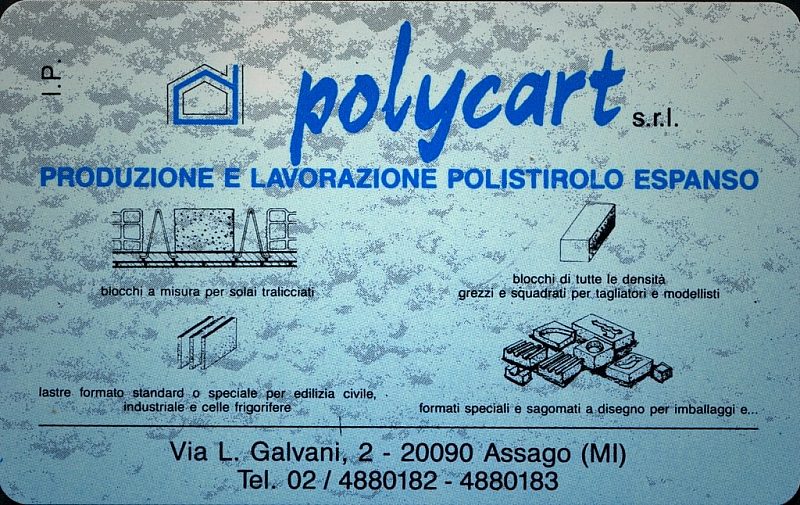 I.P.
polycart s.r.l.
PRODUZIONE E LAVORAZIONE POLISTIROLO ESPANSO
blocchi a misura per solai tralicciati
blocchi di tutte le densità
grezzi e squadrati per tagliatori e modellisti
lastre formato standard o speciale per edilizia civile,
industriale e celle frigorifere
formati speciali e sagomati a disegno per imballaggi e...
Via L. Galvani, 2 - 20090 Assago (MI)
Tel. 02 / 4880182 - 4880183